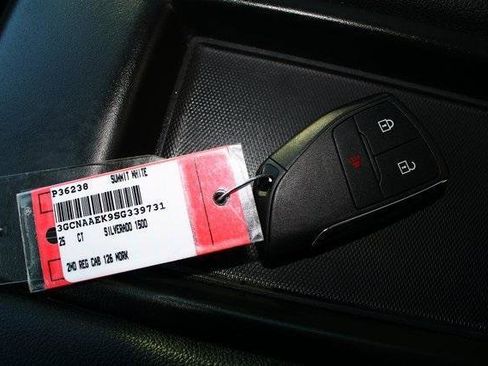 P36238 SUMMIT WHITE
3GCNAAEK9SG339731
25 CT SILVERADO 1500
2WD REG CAB 126 WORK